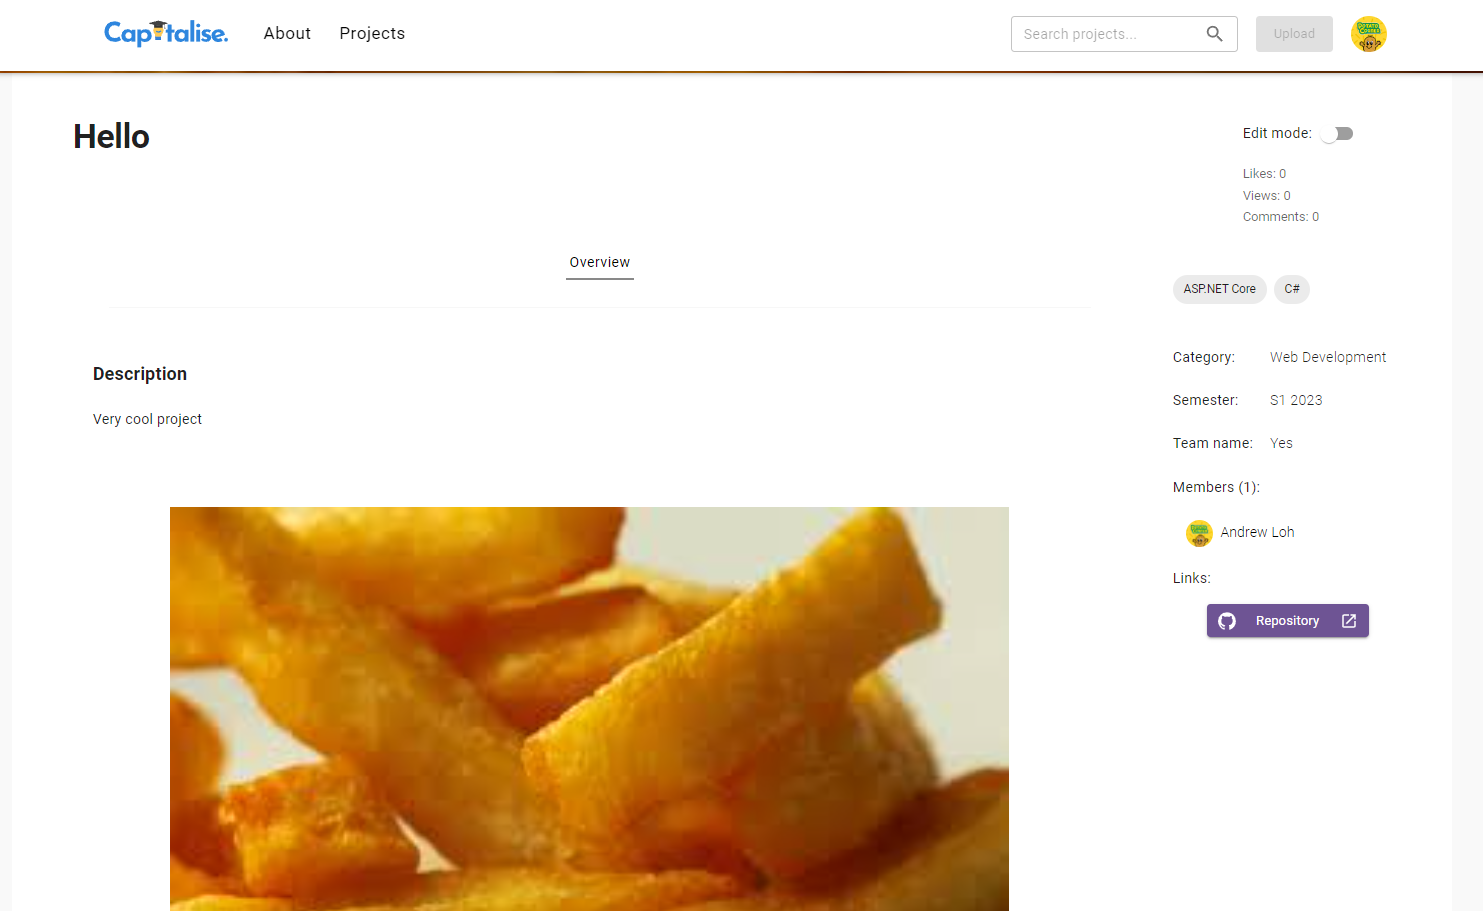 Capitalise.
About
Projects
Search projects...
Upload
Hello
Edit mode:
Likes: 0
Views: 0
Comments: 0
Overview
ASP.NET Core
C#
Description
Very cool project
Category: Web Development
Semester: S1 2023
Team name: Yes
Members (1):
Andrew Loh
Links:
Repository